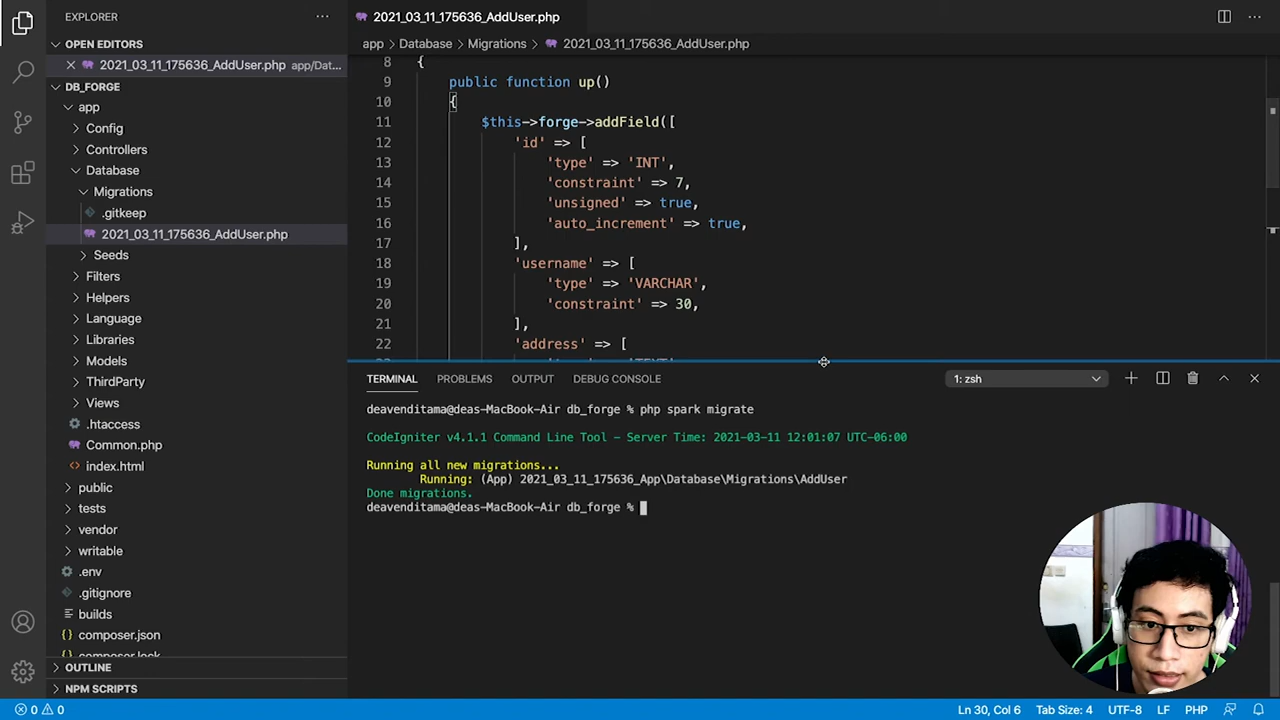 EXPLORER
OPEN EDITORS
2021_03_11_175636_AddUser.php app/Dat...
DB_FORGE
app
Config
Controllers
Database
Migrations
.gitkeep
2021_03_11_175636_AddUser.php
Seeds
Filters
Helpers
Language
Libraries
Models
ThirdParty
Views
.htaccess
Common.php
index.html
public
tests
vendor
writable
.env
.gitignore
builds
composer.json
composer.lock
OUTLINE
NPM SCRIPTS
2021_03_11_175636_AddUser.php
app > Database > Migrations > 2021_03_11_175636_AddUser.php
8 {
9 public function up()
10 {
11 $this->forge->addField([
12 'id' => [
13 'type' => 'INT',
14 'constraint' => 7,
15 'unsigned' => true,
16 'auto_increment' => true,
17 ],
18 'username' => [
19 'type' => 'VARCHAR',
20 'constraint' => 30,
21 ],
22 'address' => [
TERMINAL PROBLEMS OUTPUT DEBUG CONSOLE 1: zsh
deavenditama@deas-MacBook-Air db_forge % php spark migrate
CodeIgniter v4.1.1 Command Line Tool - Server Time: 2021-03-11 12:01:07 UTC-06:00
Running all new migrations...
Running: (App) 2021_03_11_175636_App\Database\Migrations\AddUser
Done migrations.
deavenditama@deas-MacBook-Air db_forge %
0 0 Ln 30, Col 6 Tab Size: 4 UTF-8 LF PHP